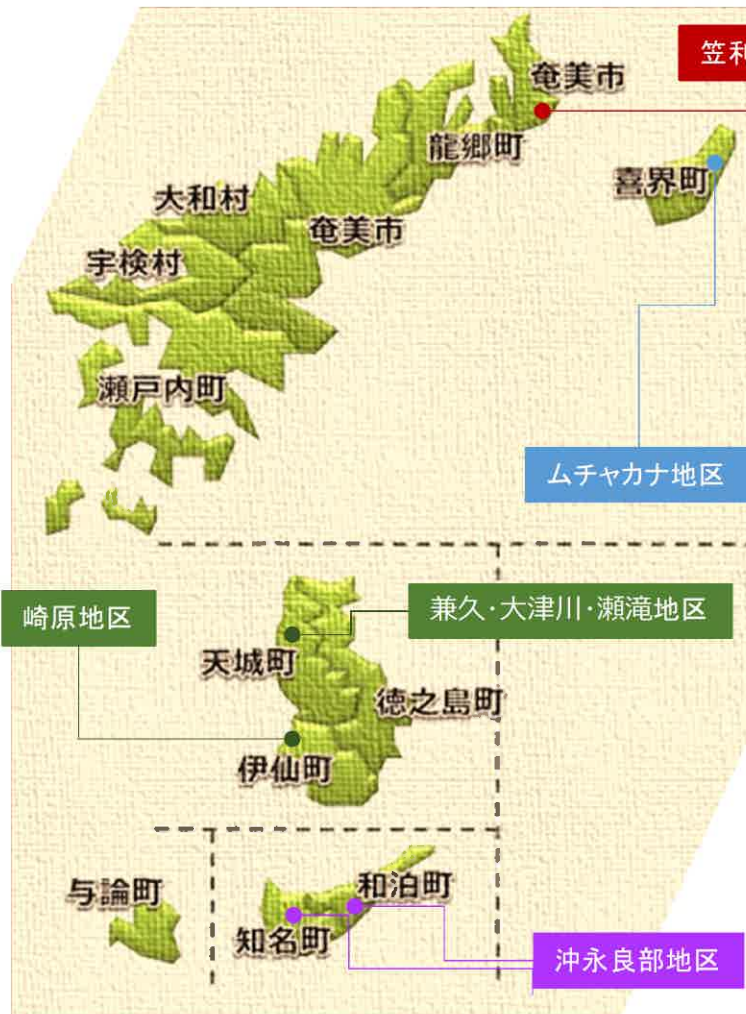 笠利
奄美市
龍郷町
喜界町
大和村
奄美市
宇検村
瀬戸内町
ムチャカナ地区
崎原地区
兼久・大津川・瀬滝地区
天城町
徳之島町
伊仙町
与論町
和泊町
知名町
沖永良部地区